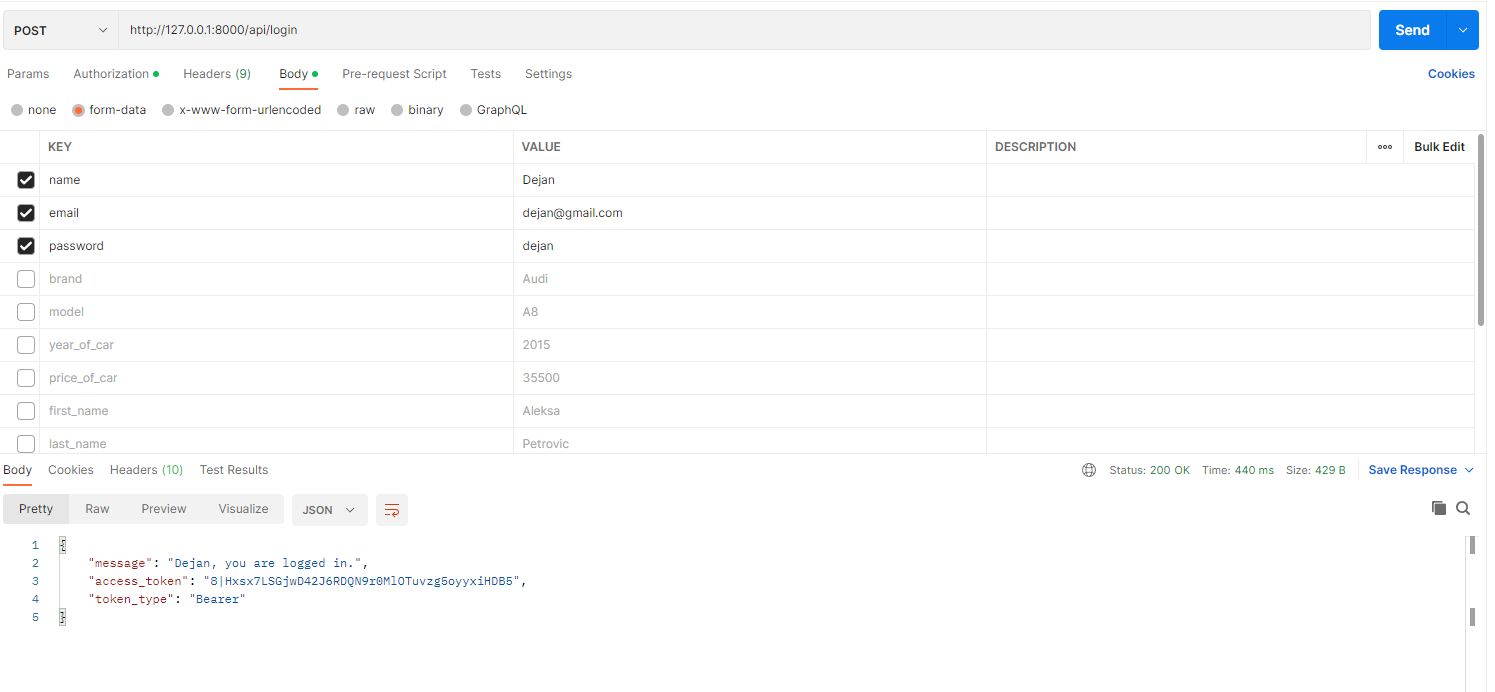 POST http://127.0.0.1:8000/api/login Send
Params Authorization Headers (9) Body Pre-request Script Tests Settings Cookies
none form-data x-www-form-urlencoded raw binary GraphQL
KEY VALUE DESCRIPTION ooo Bulk Edit
name Dejan
email dejan@gmail.com
password dejan
brand Audi
model A8
year_of_car 2015
price_of_car 35500
first_name Aleksa
last_name Petrovic
Body Cookies Headers (10) Test Results Status: 200 OK Time: 440 ms Size: 429 B Save Response
Pretty Raw Preview Visualize JSON
1 {
2 "message": "Dejan, you are logged in.",
3 "access_token": "8|Hxsx7LSGjwD42J6RDQN9r0MlOTuvzg5oyyxiHDB5",
4 "token_type": "Bearer"
5 }